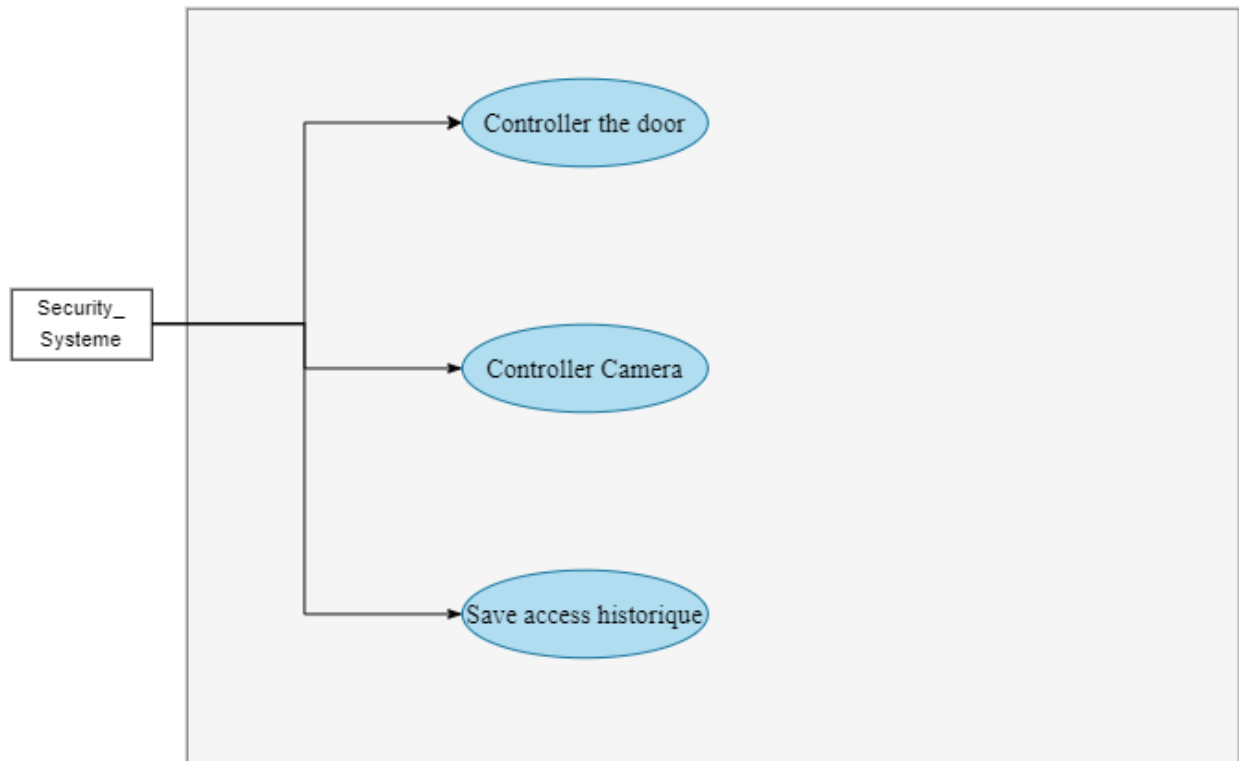 Controller the door
Security_
Systeme
Controller Camera
Save access historique